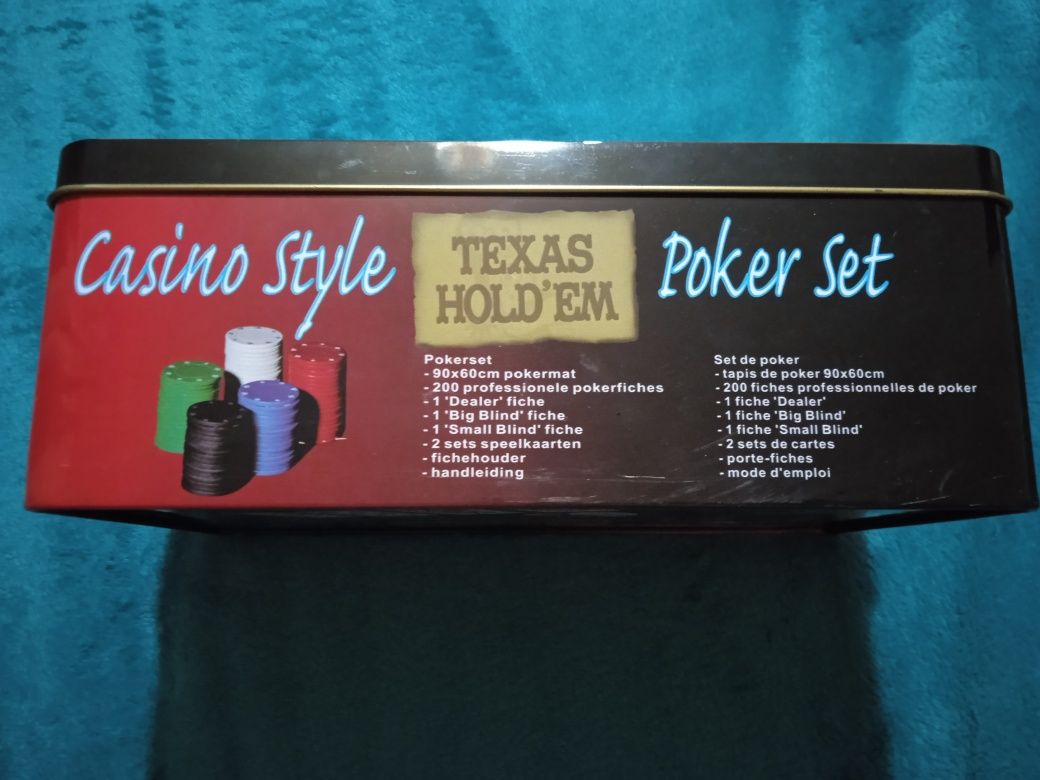 Casino Style
TEXAS
HOLD'EM
Poker Set
Pokerset
- 90x60cm pokermat
- 200 professionele pokerfiches
- 1 'Dealer' fiche
- 1 'Big Blind' fiche
- 1 'Small Blind' fiche
- 2 sets speelkaarten
- fichehouder
- handleiding
Set de poker
- tapis de poker 90x60cm
- 200 fiches professionnelles de poker
- 1 fiche 'Dealer'
- 1 fiche 'Big Blind'
- 1 fiche 'Small Blind'
- 2 sets de cartes
- porte-fiches
- mode d'emploi